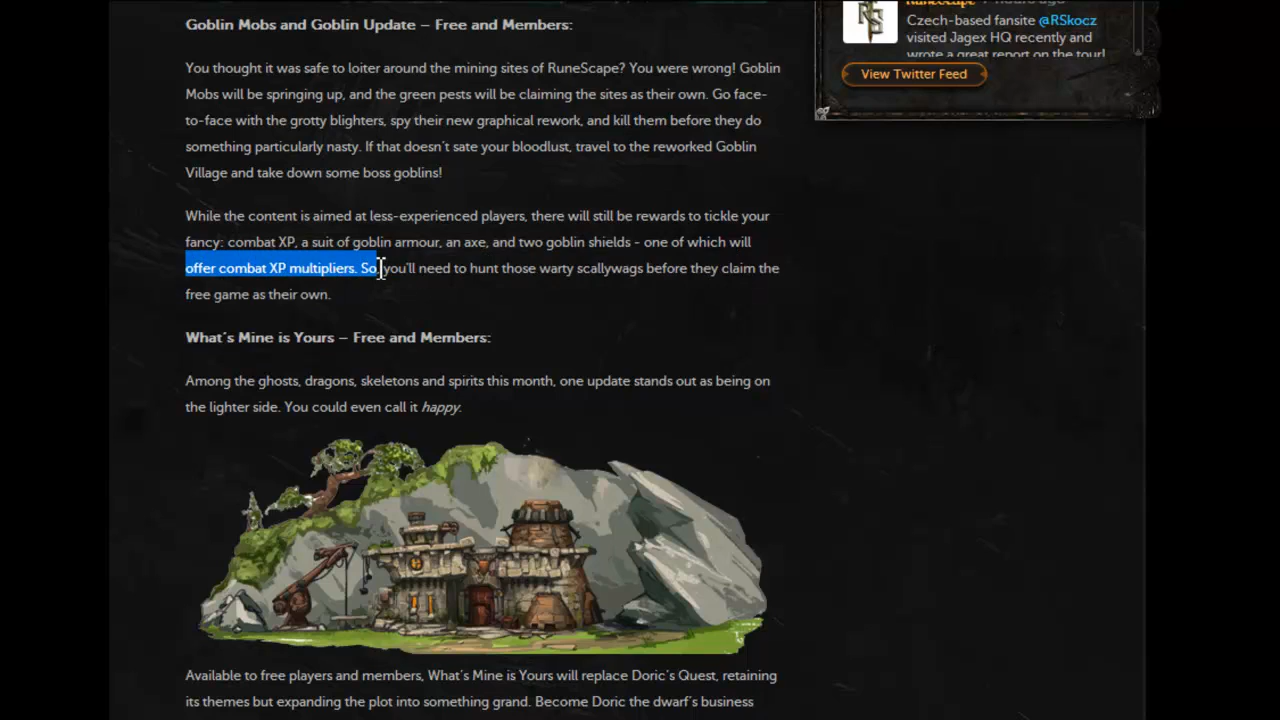 Goblin Mobs and Goblin Update – Free and Members:
You thought it was safe to loiter around the mining sites of RuneScape? You were wrong! Goblin
Mobs will be springing up, and the green pests will be claiming the sites as their own. Go face-
to-face with the grotty blighters, spy their new graphical rework, and kill them before they do
something particularly nasty. If that doesn't sate your bloodlust, travel to the reworked Goblin
Village and take down some boss goblins!
While the content is aimed at less-experienced players, there will still be rewards to tickle your
fancy: combat XP, a suit of goblin armour, an axe, and two goblin shields - one of which will
offer combat XP multipliers. So, you'll need to hunt those warty scallywags before they claim the
free game as their own.
What's Mine is Yours – Free and Members:
Among the ghosts, dragons, skeletons and spirits this month, one update stands out as being on
the lighter side. You could even call it happy.
Available to free players and members, What's Mine is Yours will replace Doric's Quest, retaining
its themes but expanding the plot into something grand. Become Doric the dwarf's business
RuneScape 7 hours ago
RS
Czech-based fansite @RSkocz
visited Jagex HQ recently and
wrote a great report on the tour!
View Twitter Feed